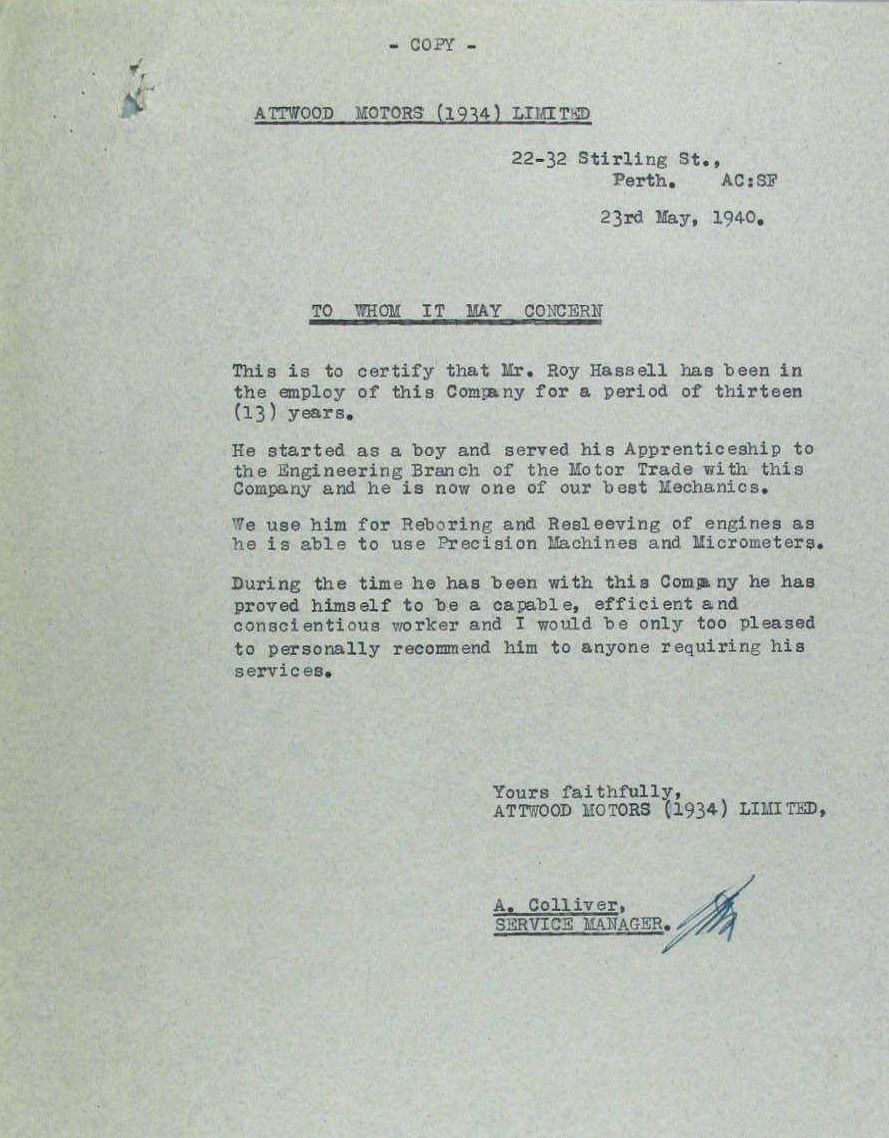 - COPY -
ATTWOOD MOTORS (1934) LIMITED
22-32 Stirling St.,
Perth. AC:SF
23rd May, 1940.
TO WHOM IT MAY CONCERN
This is to certify that Mr. Roy Hassell has been in
the employ of this Company for a period of thirteen
(13) years.
He started as a boy and served his Apprenticeship to
the Engineering Branch of the Motor Trade with this
Company and he is now one of our best Mechanics.
We use him for Reboring and Resleeving of engines as
he is able to use Precision Machines and Micrometers.
During the time he has been with this Company he has
proved himself to be a capable, efficient and
conscientious worker and I would be only too pleased
to personally recommend him to anyone requiring his
services.
Yours faithfully,
ATTWOOD MOTORS (1934) LIMITED,
A. Colliver,
SERVICE MANAGER.